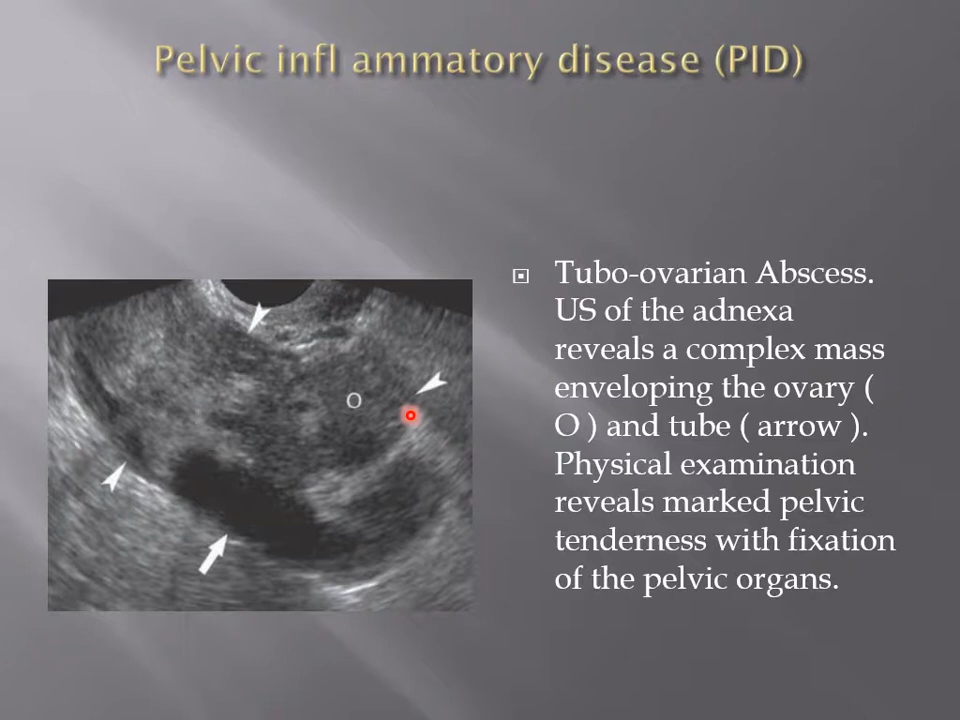 Pelvic infl ammatory disease (PID)
O
Tubo-ovarian Abscess.
US of the adnexa
reveals a complex mass
enveloping the ovary (
O ) and tube ( arrow ).
Physical examination
reveals marked pelvic
tenderness with fixation
of the pelvic organs.